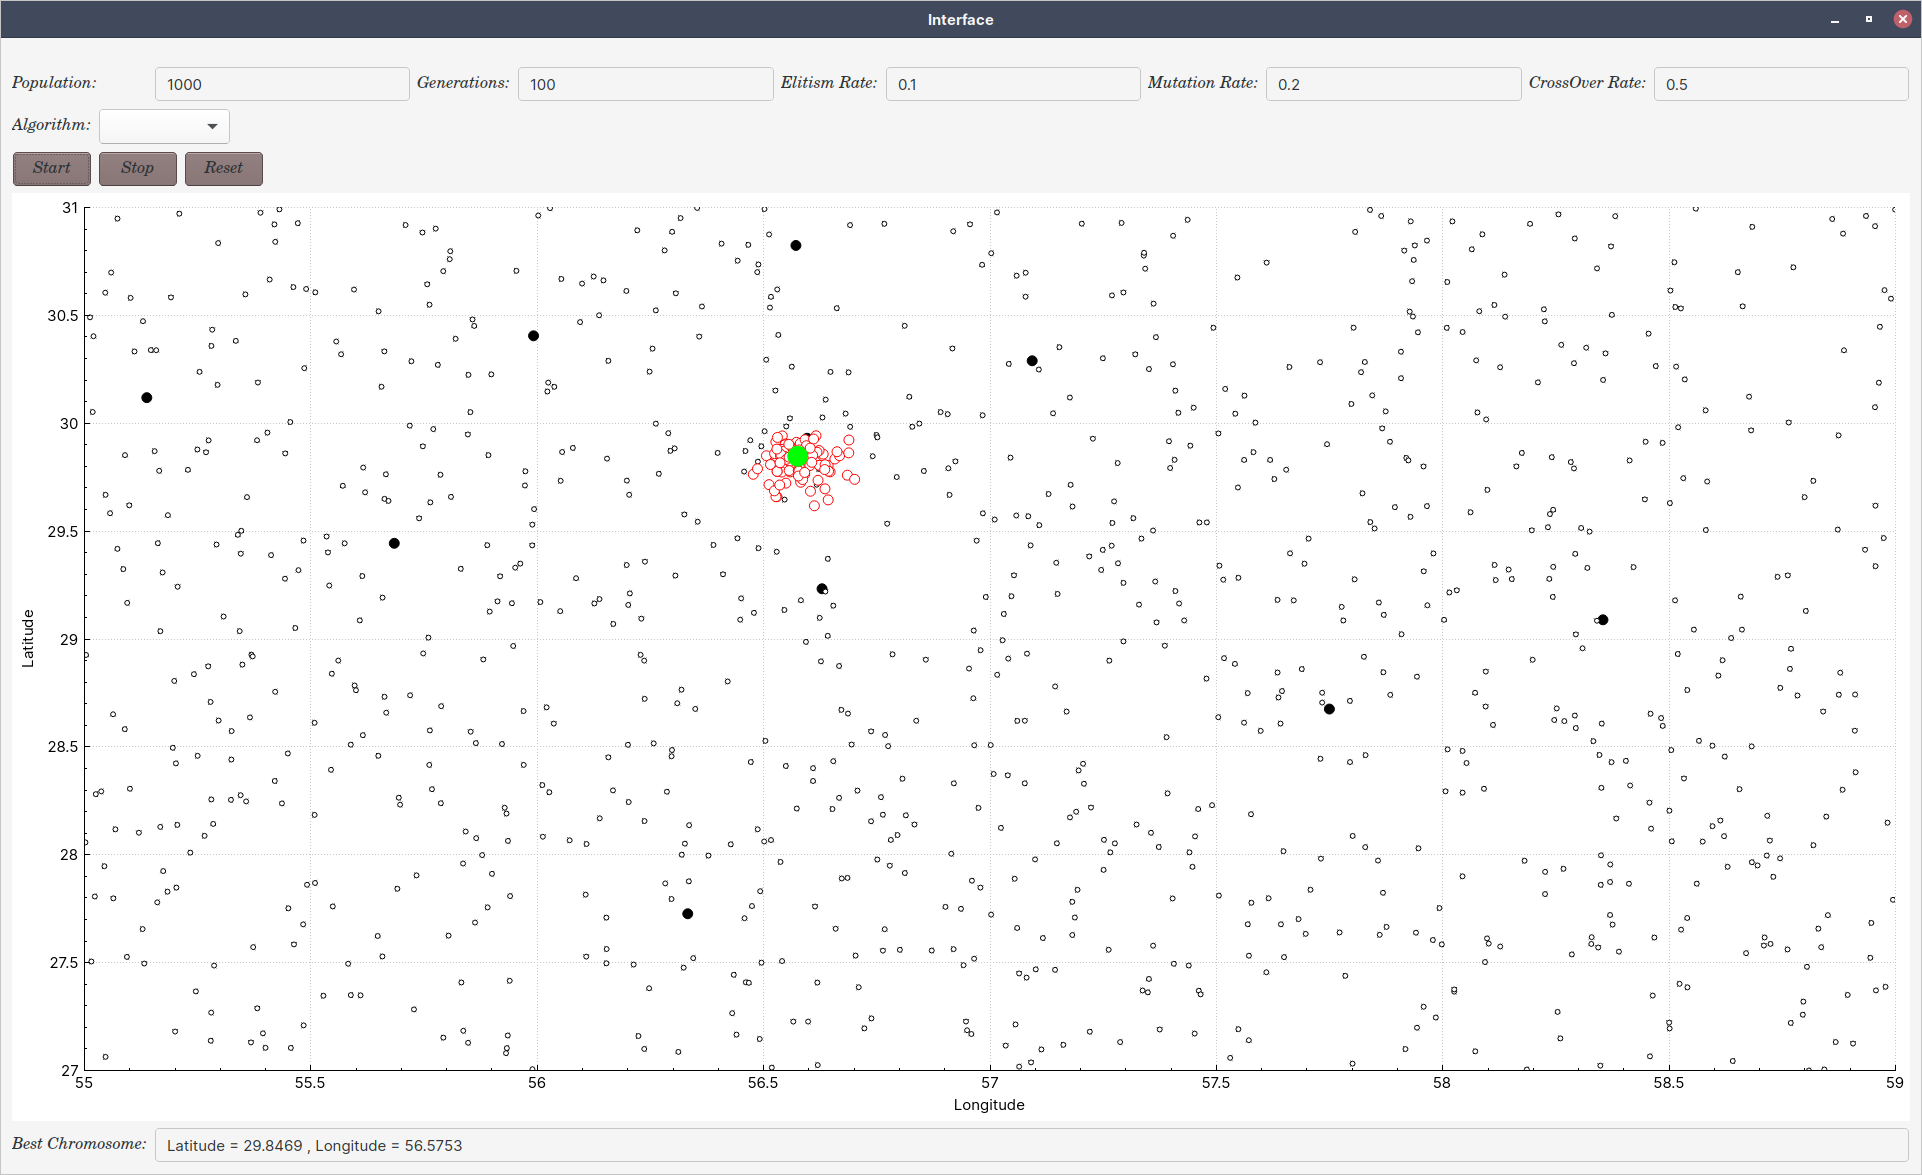 Interface
Population: 1000 Generations: 100 Elitism Rate: 0.1 Mutation Rate: 0.2 CrossOver Rate: 0.5
Algorithm:
Start Stop Reset
31
30.5
30
29.5
29
28.5
28
27.5
27
Latitude
55 55.5 56 56.5 57 57.5 58 58.5 59
Longitude
Best Chromosome: Latitude = 29.8469 , Longitude = 56.5753